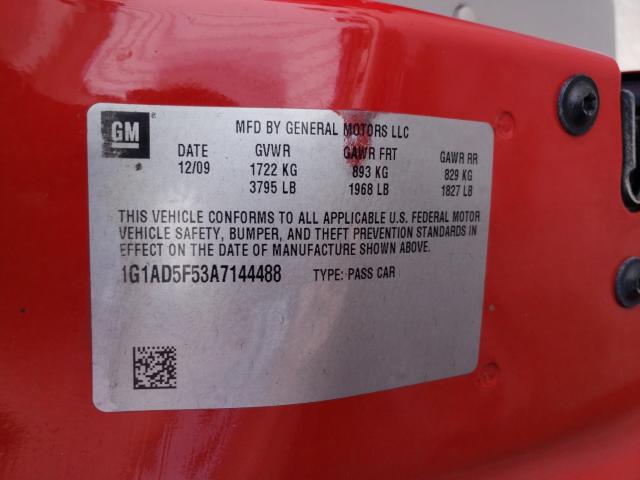 GM
MFD BY GENERAL MOTORS LLC
DATE GVWR GAWR FRT GAWR RR
12/09 1722 KG 893 KG 829 KG
3795 LB 1968 LB 1827 LB
THIS VEHICLE CONFORMS TO ALL APPLICABLE U.S. FEDERAL MOTOR
VEHICLE SAFETY, BUMPER, AND THEFT PREVENTION STANDARDS IN
EFFECT ON THE DATE OF MANUFACTURE SHOWN ABOVE.
1G1AD5F53A7144488 TYPE: PASS CAR